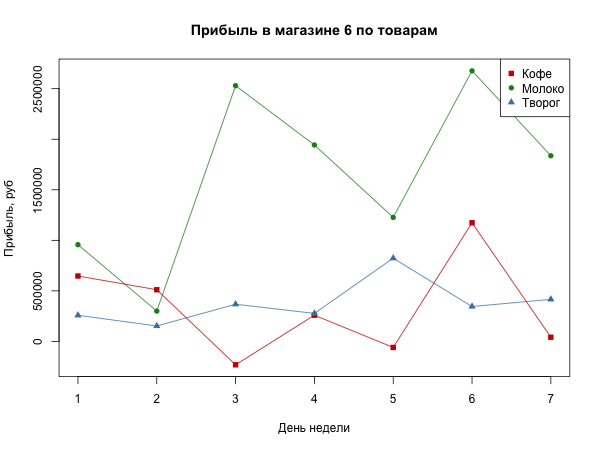 Прибыль в магазине 6 по товарам
Кофе
Молоко
Творог
Прибыль, руб
2500000
1500000
500000
0
1 2 3 4 5 6 7
День недели